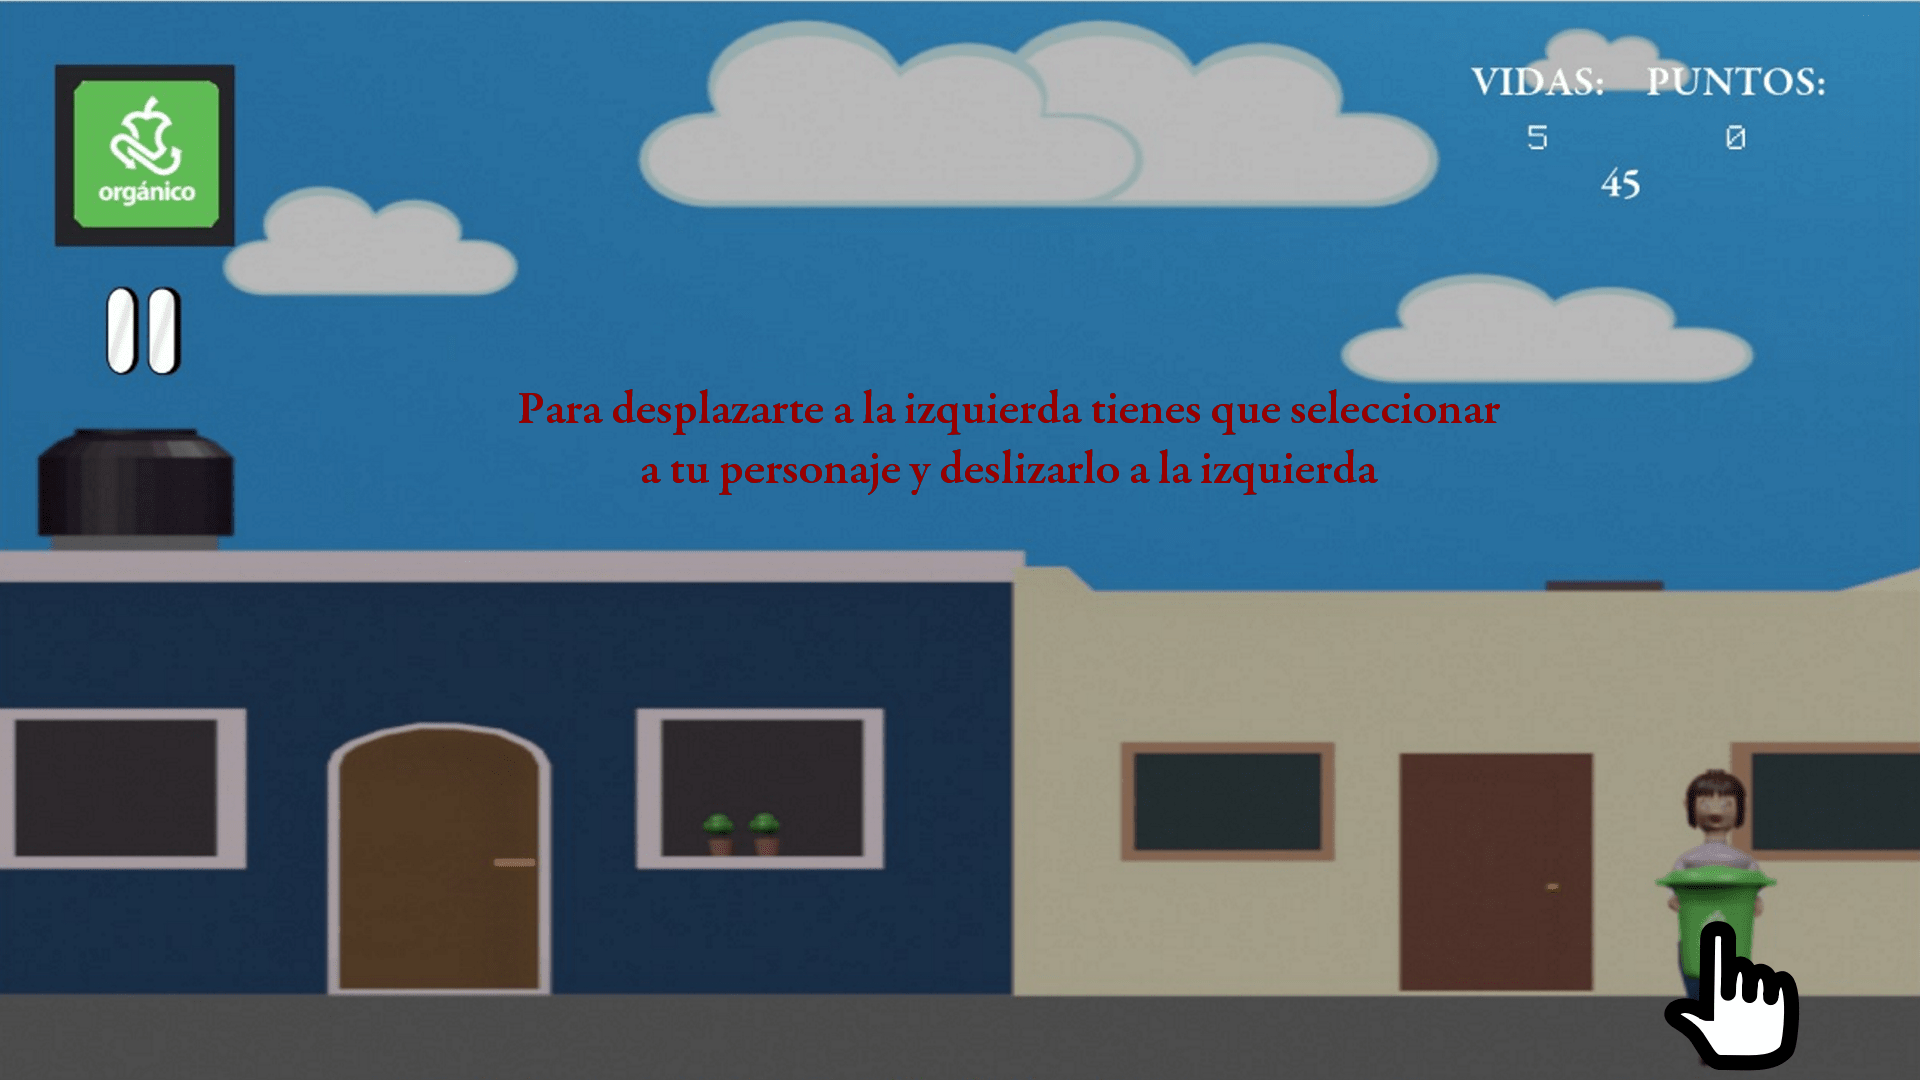 orgánico
VIDAS: PUNTOS:
5 0
45
Para desplazarte a la izquierda tienes que seleccionar
a tu personaje y deslizarlo a la izquierda